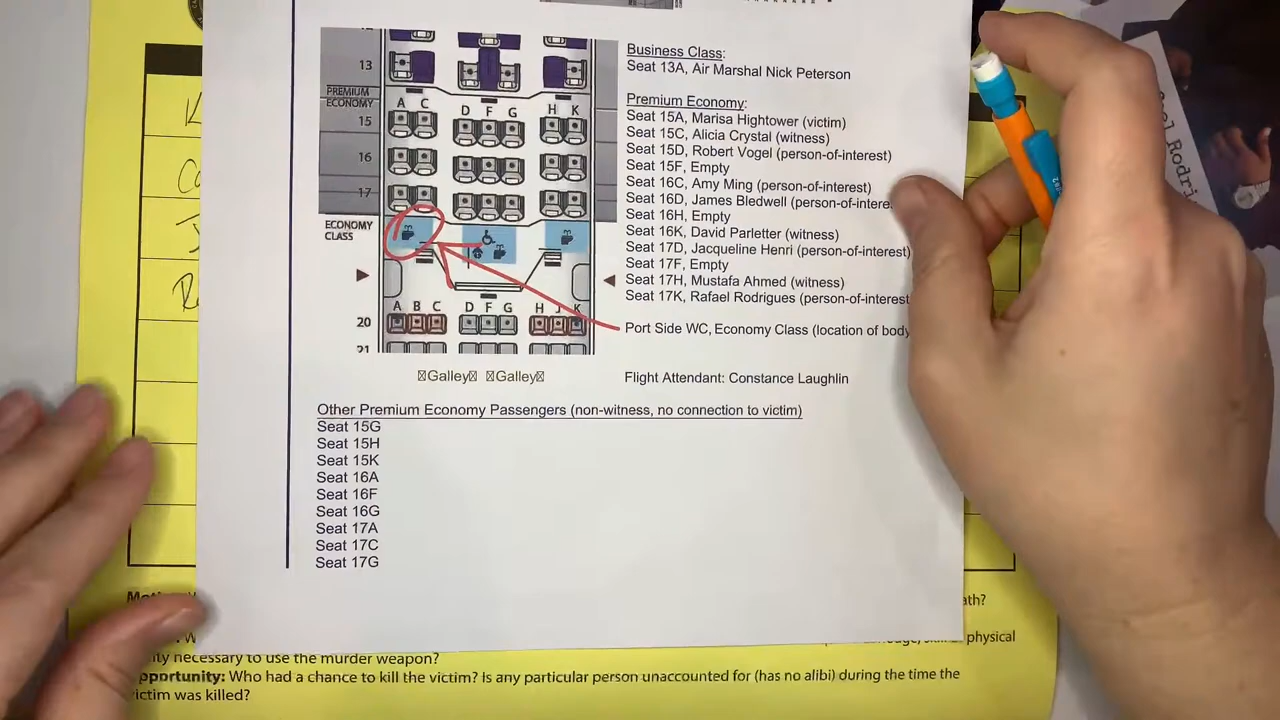 13
PREMIUM
ECONOMY
A C
D F G
H K
15
16
17
ECONOMY
CLASS
A B C D F G H J K
20
21
Galley Galley
Business Class:
Seat 13A, Air Marshal Nick Peterson
Premium Economy:
Seat 15A, Marisa Hightower (victim)
Seat 15C, Alicia Crystal (witness)
Seat 15D, Robert Vogel (person-of-interest)
Seat 15F, Empty
Seat 16C, Amy Ming (person-of-interest)
Seat 16D, James Bledwell (person-of-intere
Seat 16H, Empty
Seat 16K, David Parletter (witness)
Seat 17D, Jacqueline Henri (person-of-interest)
Seat 17F, Empty
Seat 17H, Mustafa Ahmed (witness)
Seat 17K, Rafael Rodrigues (person-of-interest
Port Side WC, Economy Class (location of body
Flight Attendant: Constance Laughlin
Other Premium Economy Passengers (non-witness, no connection to victim)
Seat 15G
Seat 15H
Seat 15K
Seat 16A
Seat 16F
Seat 16G
Seat 17A
Seat 17C
Seat 17G
ath?
physical
ity necessary to use the murder weapon?
pportunity: Who had a chance to kill the victim? Is any particular person unaccounted for (has no alibi) during the time the
victim was killed?